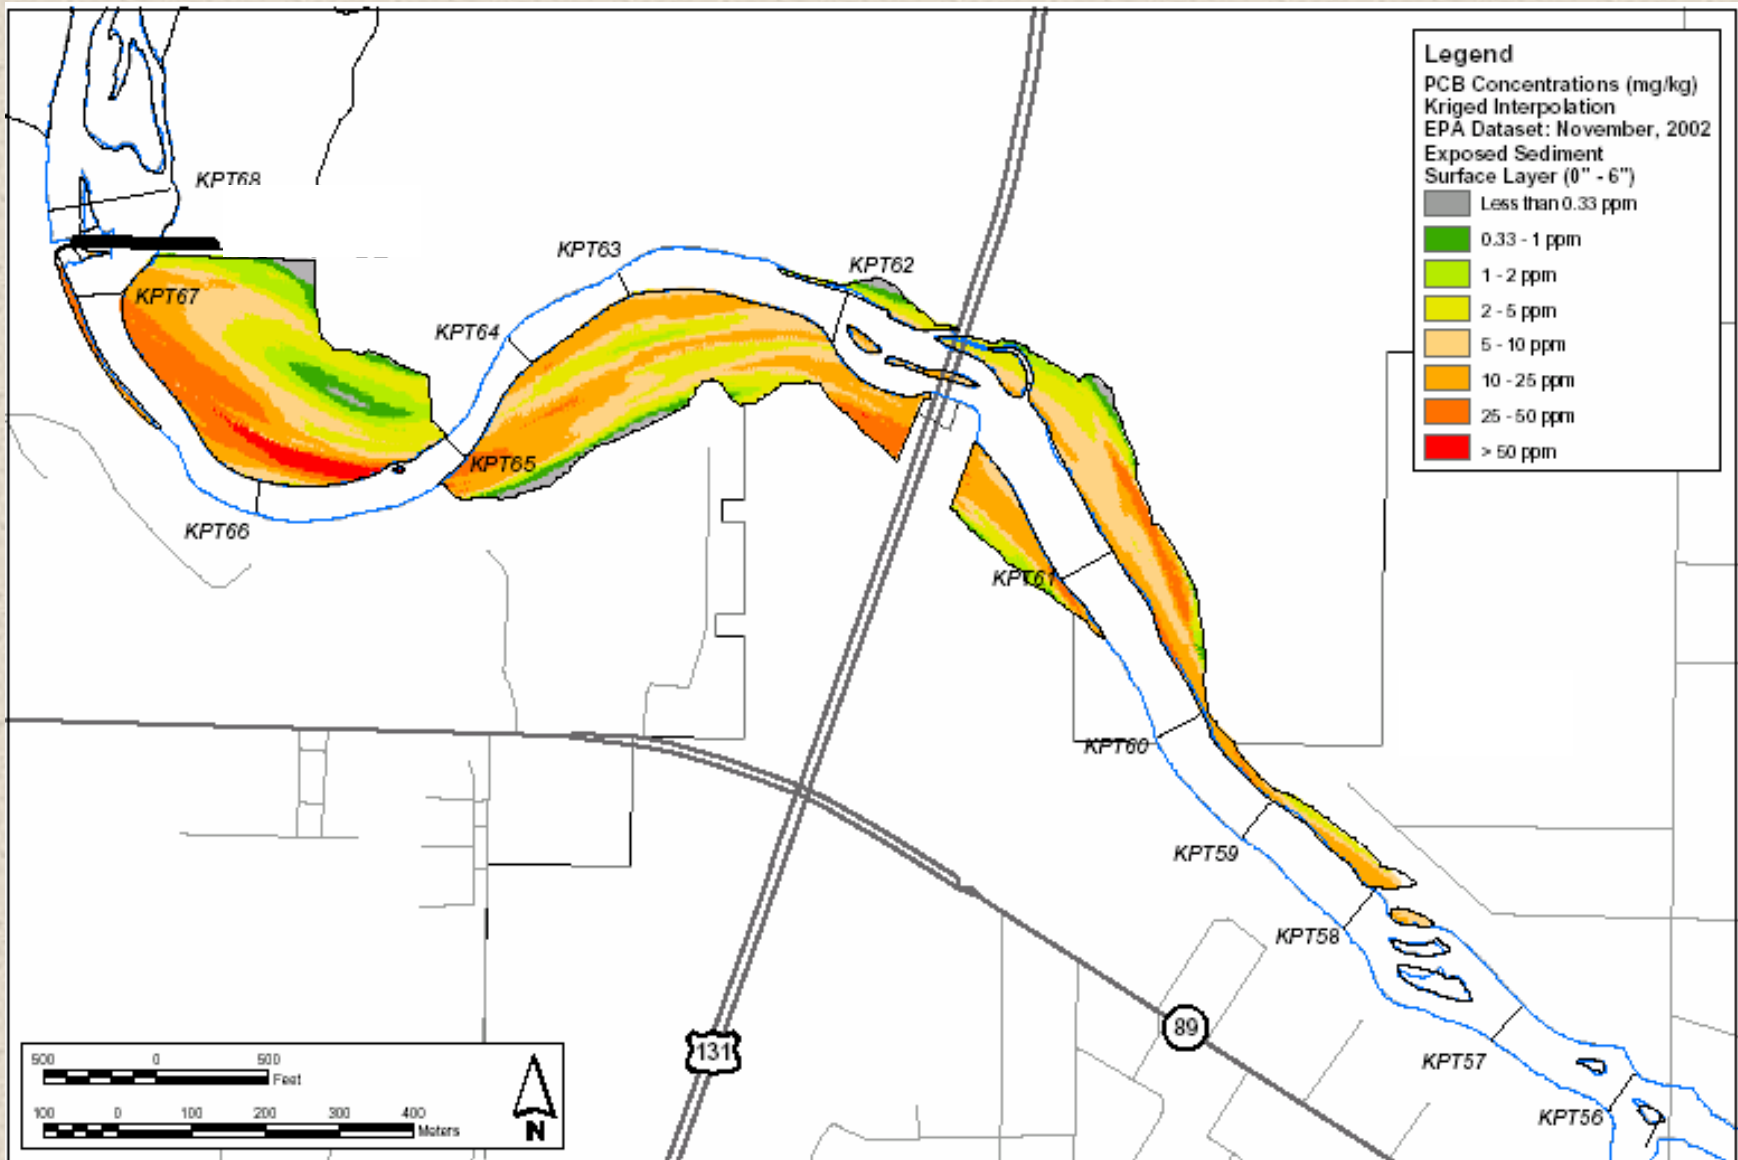 Legend
PCB Concentrations (mg/kg)
Kriged Interpolation
EPA Dataset: November, 2002
Exposed Sediment
Surface Layer (0" - 6")
Less than 0.33 ppm
0.33 - 1 ppm
1 - 2 ppm
2 - 5 ppm
5 - 10 ppm
10 - 25 ppm
25 - 50 ppm
> 50 ppm
KPT68
KPT67
KPT63
KPT62
KPT64
KPT65
KPT66
KPT61
KPT60
KPT59
KPT58
KPT57
KPT56
131
89
500 0 500
Feet
100 0 100 200 300 400
Meters
N